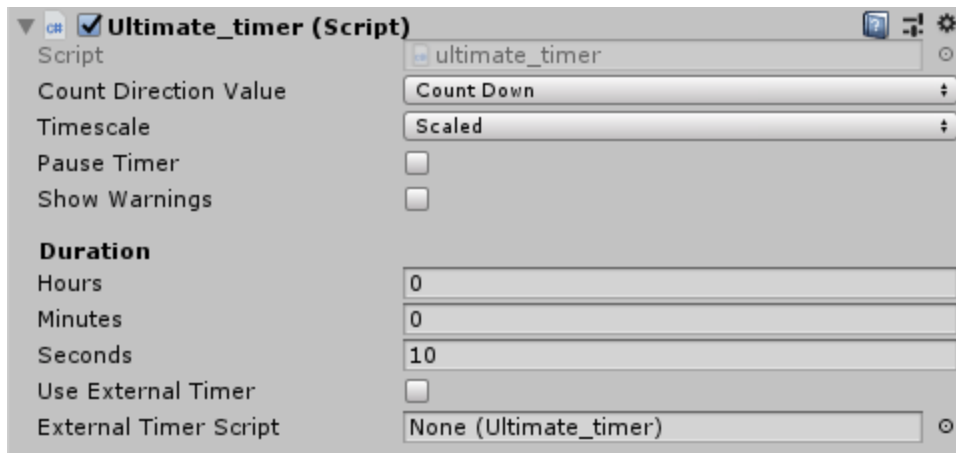 c# Ultimate_timer (Script)
Script ultimate_timer
Count Direction Value Count Down
Timescale Scaled
Pause Timer
Show Warnings
Duration
Hours 0
Minutes 0
Seconds 10
Use External Timer
External Timer Script None (Ultimate_timer)